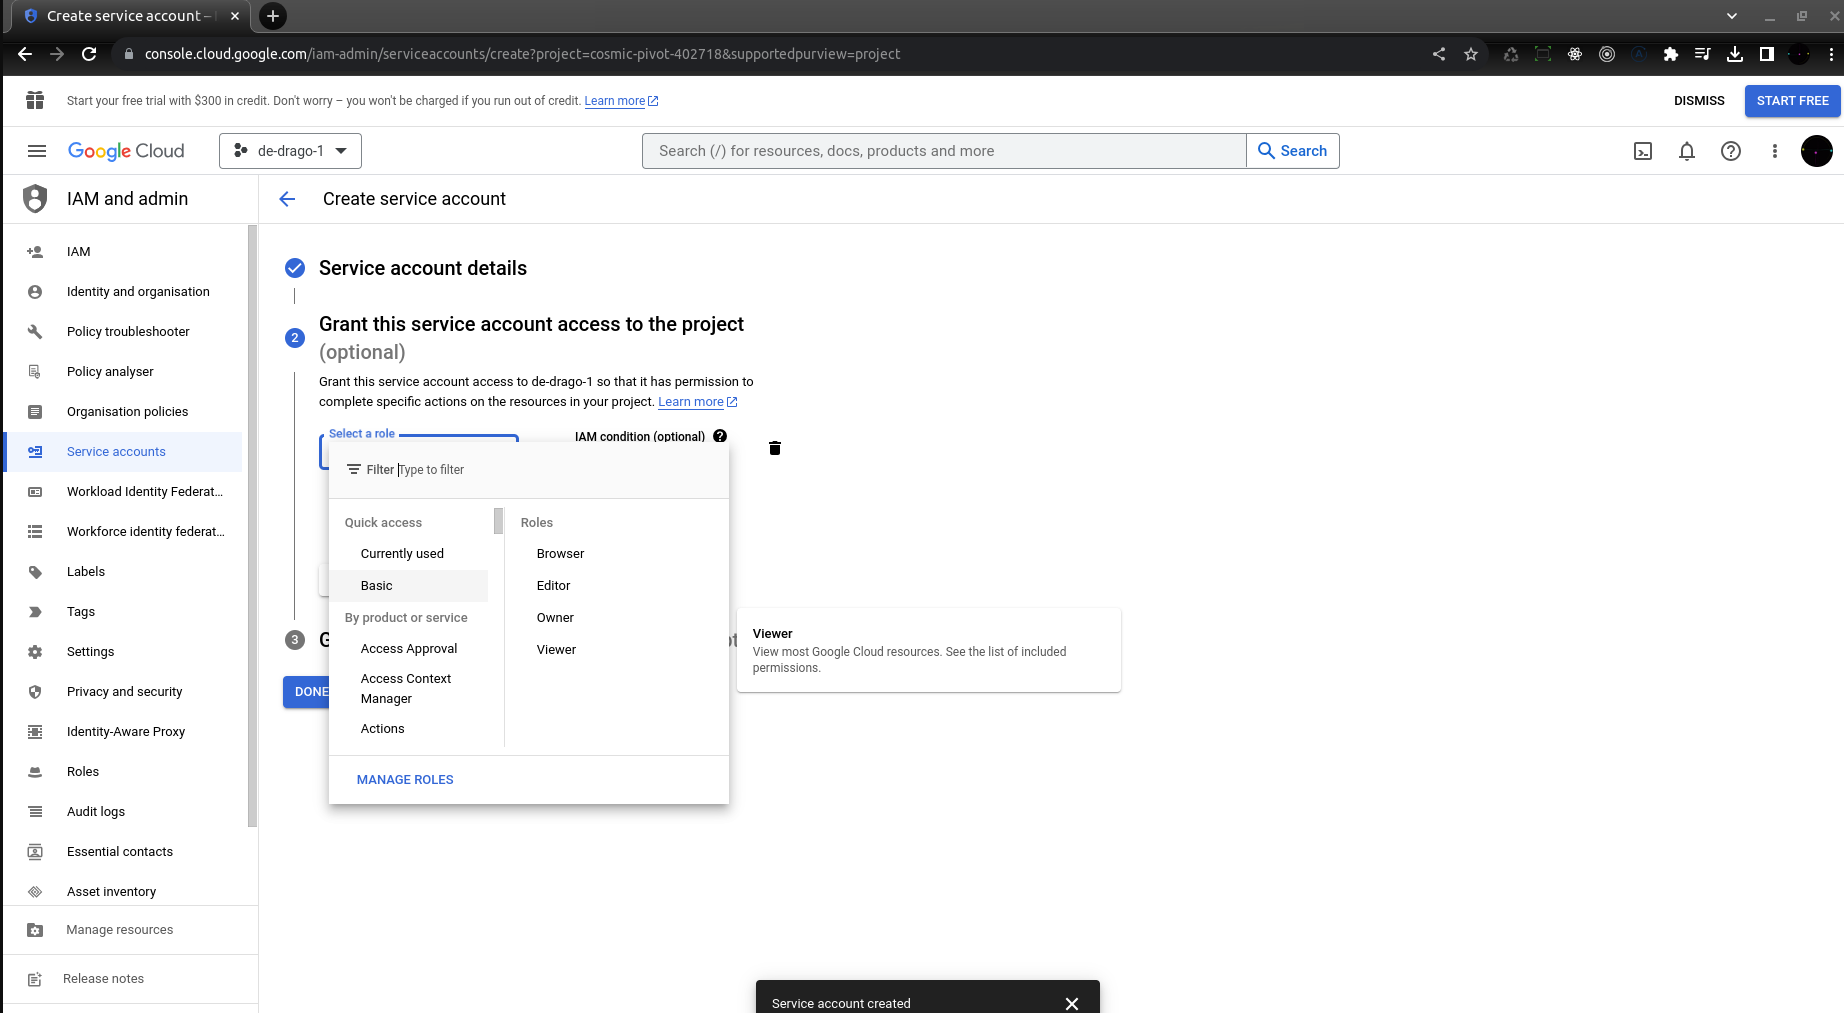 Create service account –
console.cloud.google.com/iam-admin/serviceaccounts/create?project=cosmic-pivot-402718&supportedpurview=project
Start your free trial with $300 in credit. Don't worry – you won't be charged if you run out of credit. Learn more
DISMISS
START FREE
Google Cloud
de-drago-1
Search (/) for resources, docs, products and more
Search
IAM and admin
IAM
Identity and organisation
Policy troubleshooter
Policy analyser
Organisation policies
Service accounts
Workload Identity Federat...
Workforce identity federat...
Labels
Tags
Settings
Privacy and security
Identity-Aware Proxy
Roles
Audit logs
Essential contacts
Asset inventory
Manage resources
Release notes
Create service account
Service account details
2
Grant this service account access to the project
(optional)
Grant this service account access to de-drago-1 so that it has permission to
complete specific actions on the resources in your project. Learn more
Select a role
IAM condition (optional)
Filter Type to filter
Quick access
Currently used
Basic
By product or service
Access Approval
Access Context
Manager
Actions
Roles
Browser
Editor
Owner
Viewer
MANAGE ROLES
Viewer
View most Google Cloud resources. See the list of included
permissions.
3
G
DONE
Service account created